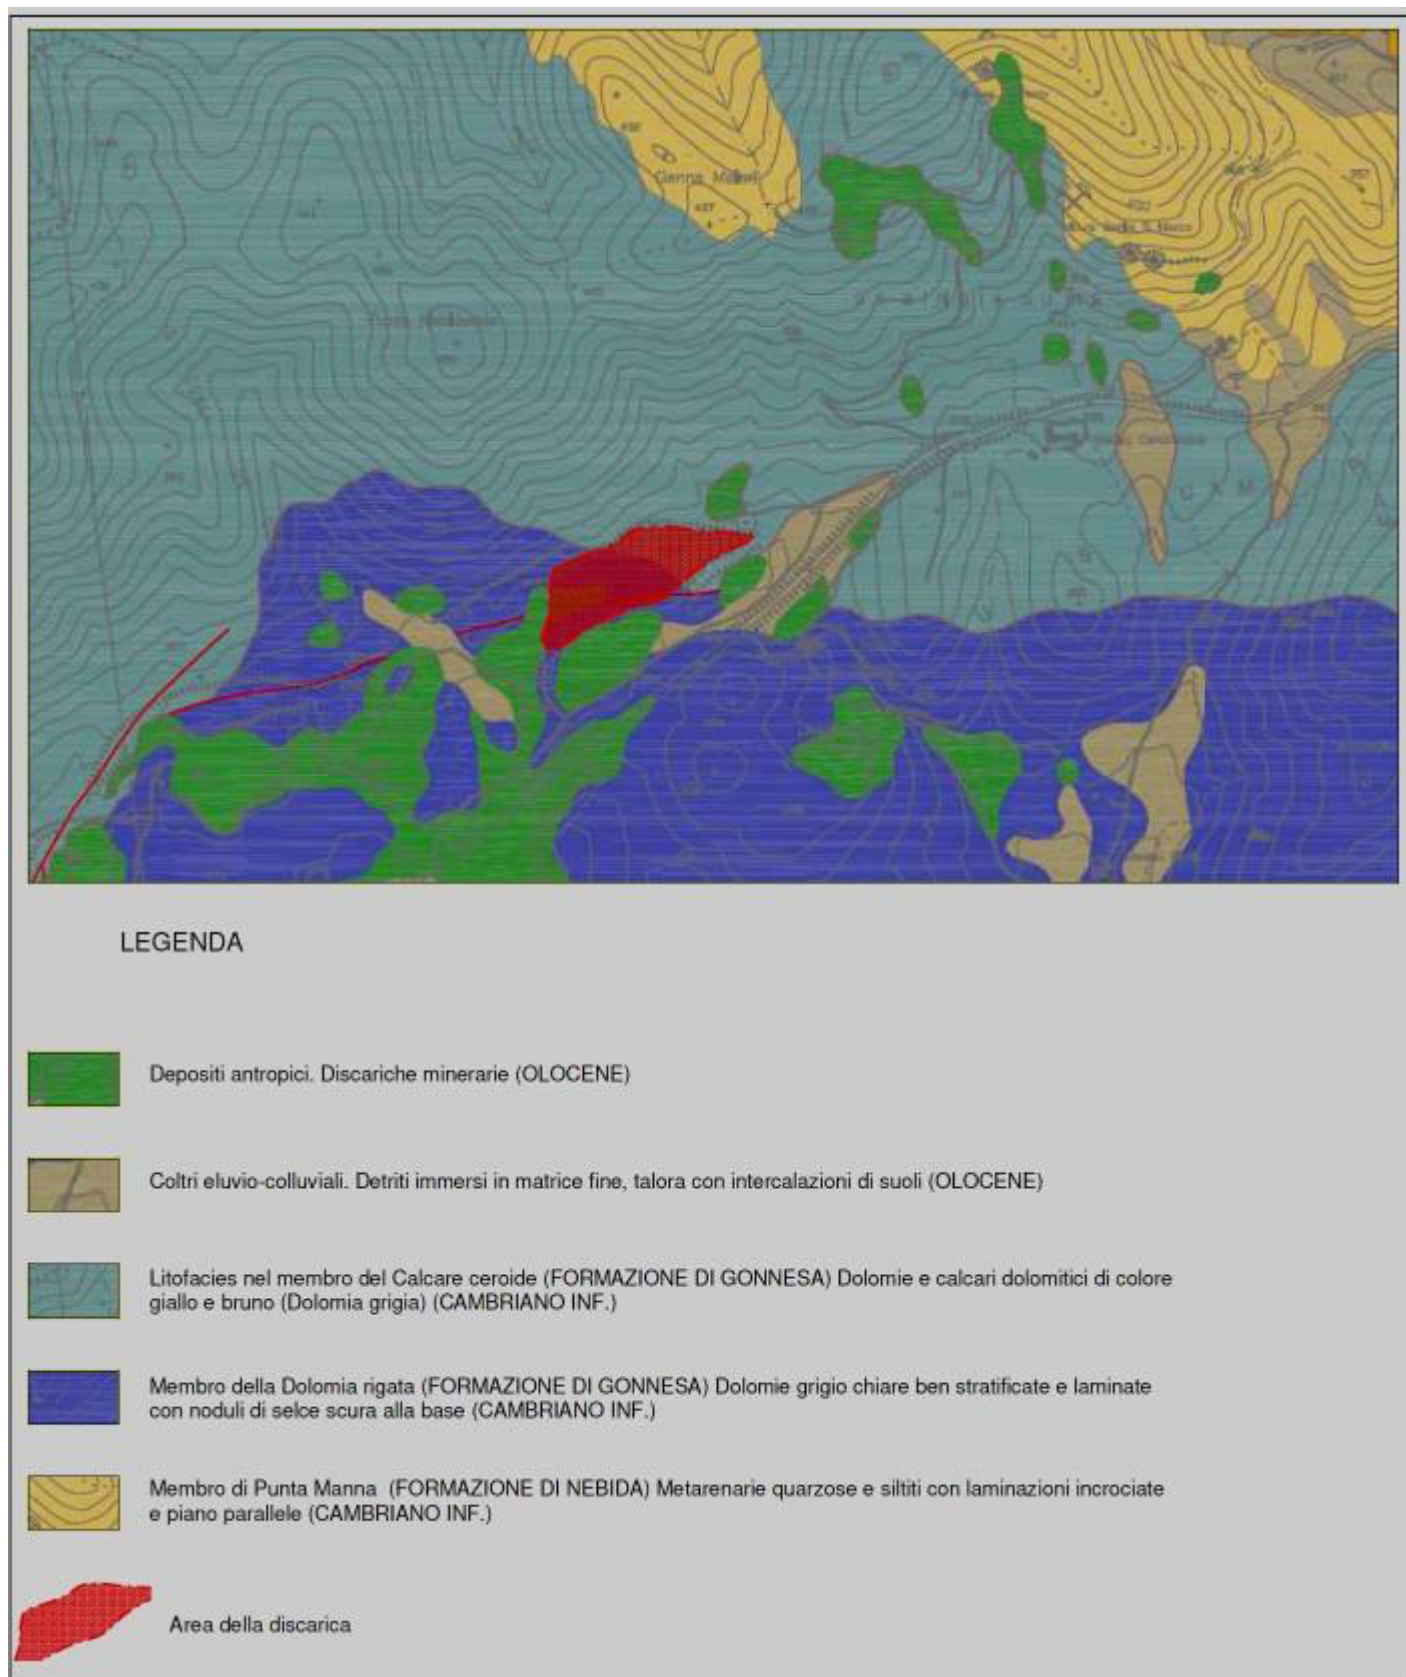 432
Genna
437
LEGENDA
Depositi antropici. Discariche minerarie (OLOCENE)
Coltri eluvio-colluviali. Detriti immersi in matrice fine, talora con intercalazioni di suoli (OLOCENE)
Litofacies nel membro del Calcare ceroide (FORMAZIONE DI GONNESA) Dolomie e calcari dolomitici di colore
giallo e bruno (Dolomia grigia) (CAMBRIANO INF.)
Membro della Dolomia rigata (FORMAZIONE DI GONNESA) Dolomie grigio chiare ben stratificate e laminate
con noduli di selce scura alla base (CAMBRIANO INF.)
Membro di Punta Manna (FORMAZIONE DI NEBIDA) Metarenarie quarzose e siltiti con laminazioni incrociate
e piano parallele (CAMBRIANO INF.)
Area della discarica